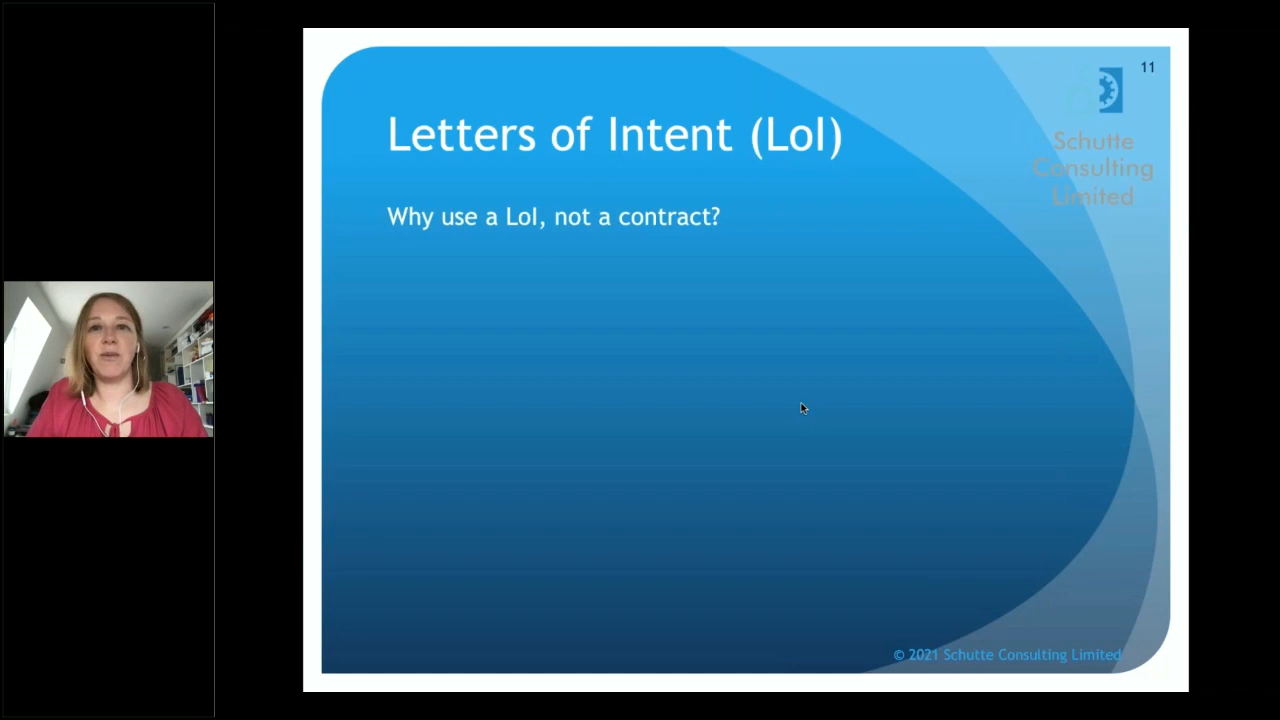 11
Schutte
Consulting
Limited
Letters of Intent (LoI)
Why use a LoI, not a contract?
© 2021 Schutte Consulting Limited